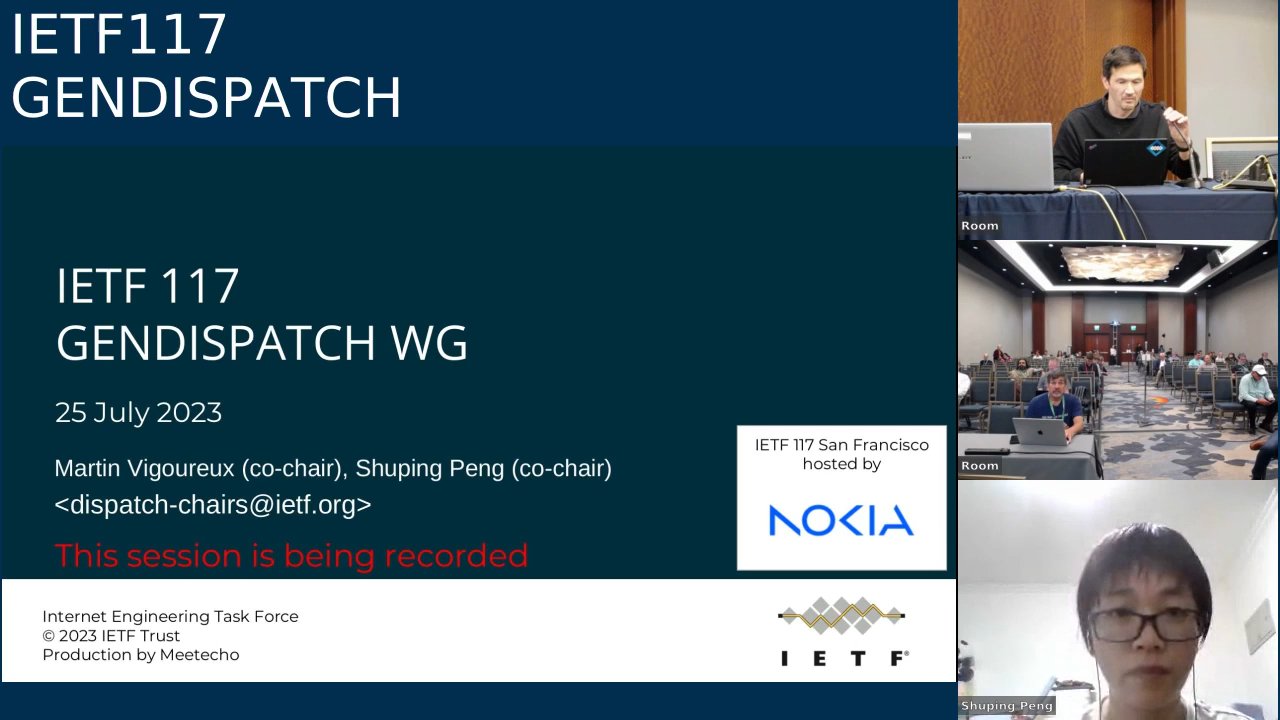 IETF117
GENDISPATCH
IETF 117
GENDISPATCH WG
25 July 2023
Martin Vigoureux (co-chair), Shuping Peng (co-chair)
<dispatch-chairs@ietf.org>
This session is being recorded
IETF 117 San Francisco
hosted by
NOKIA
Internet Engineering Task Force
© 2023 IETF Trust
Production by Meetecho
I E T F®
Room
Room
Shuping Peng